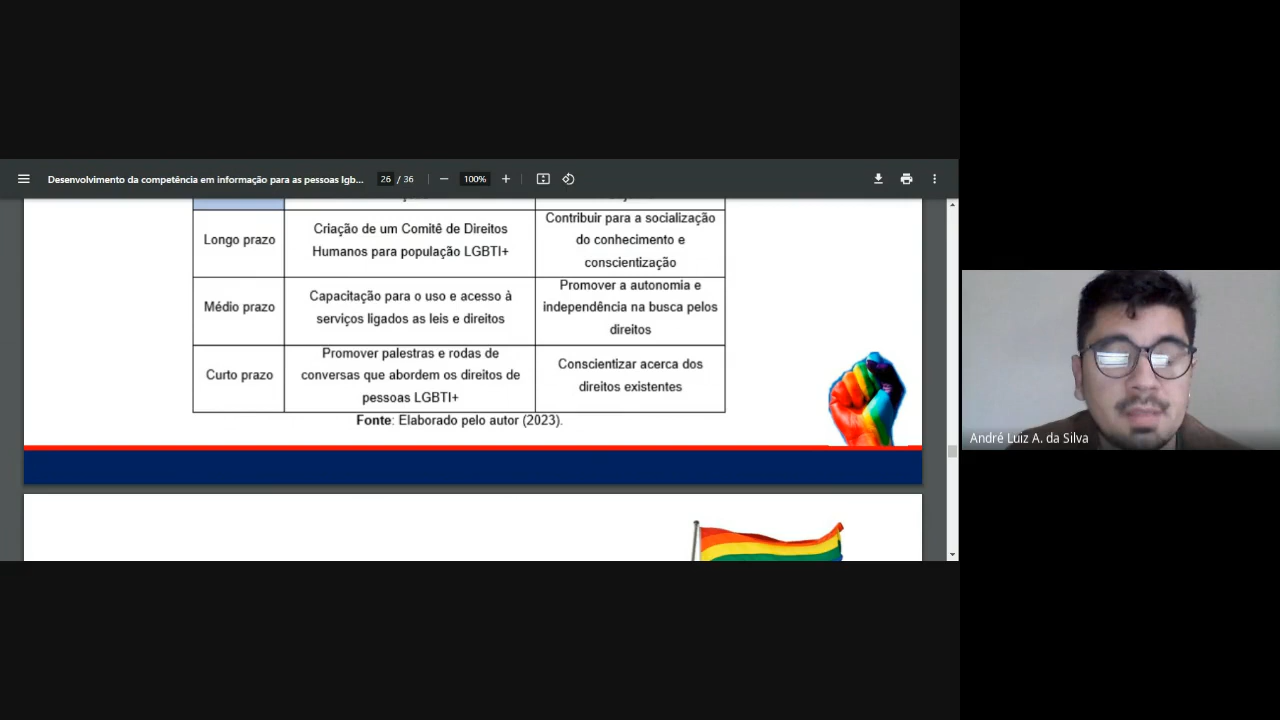 Desenvolvimento da competência em informação para as pessoas lgb...
26 / 36
100%
Longo prazo
Criação de um Comitê de Direitos
Humanos para população LGBTI+
Contribuir para a socialização
do conhecimento e
conscientização
Médio prazo
Capacitação para o uso e acesso à
serviços ligados as leis e direitos
Promover a autonomia e
independência na busca pelos
direitos
Curto prazo
Promover palestras e rodas de
conversas que abordem os direitos de
pessoas LGBTI+
Conscientizar acerca dos
direitos existentes
Fonte: Elaborado pelo autor (2023).
André Luiz A. da Silva